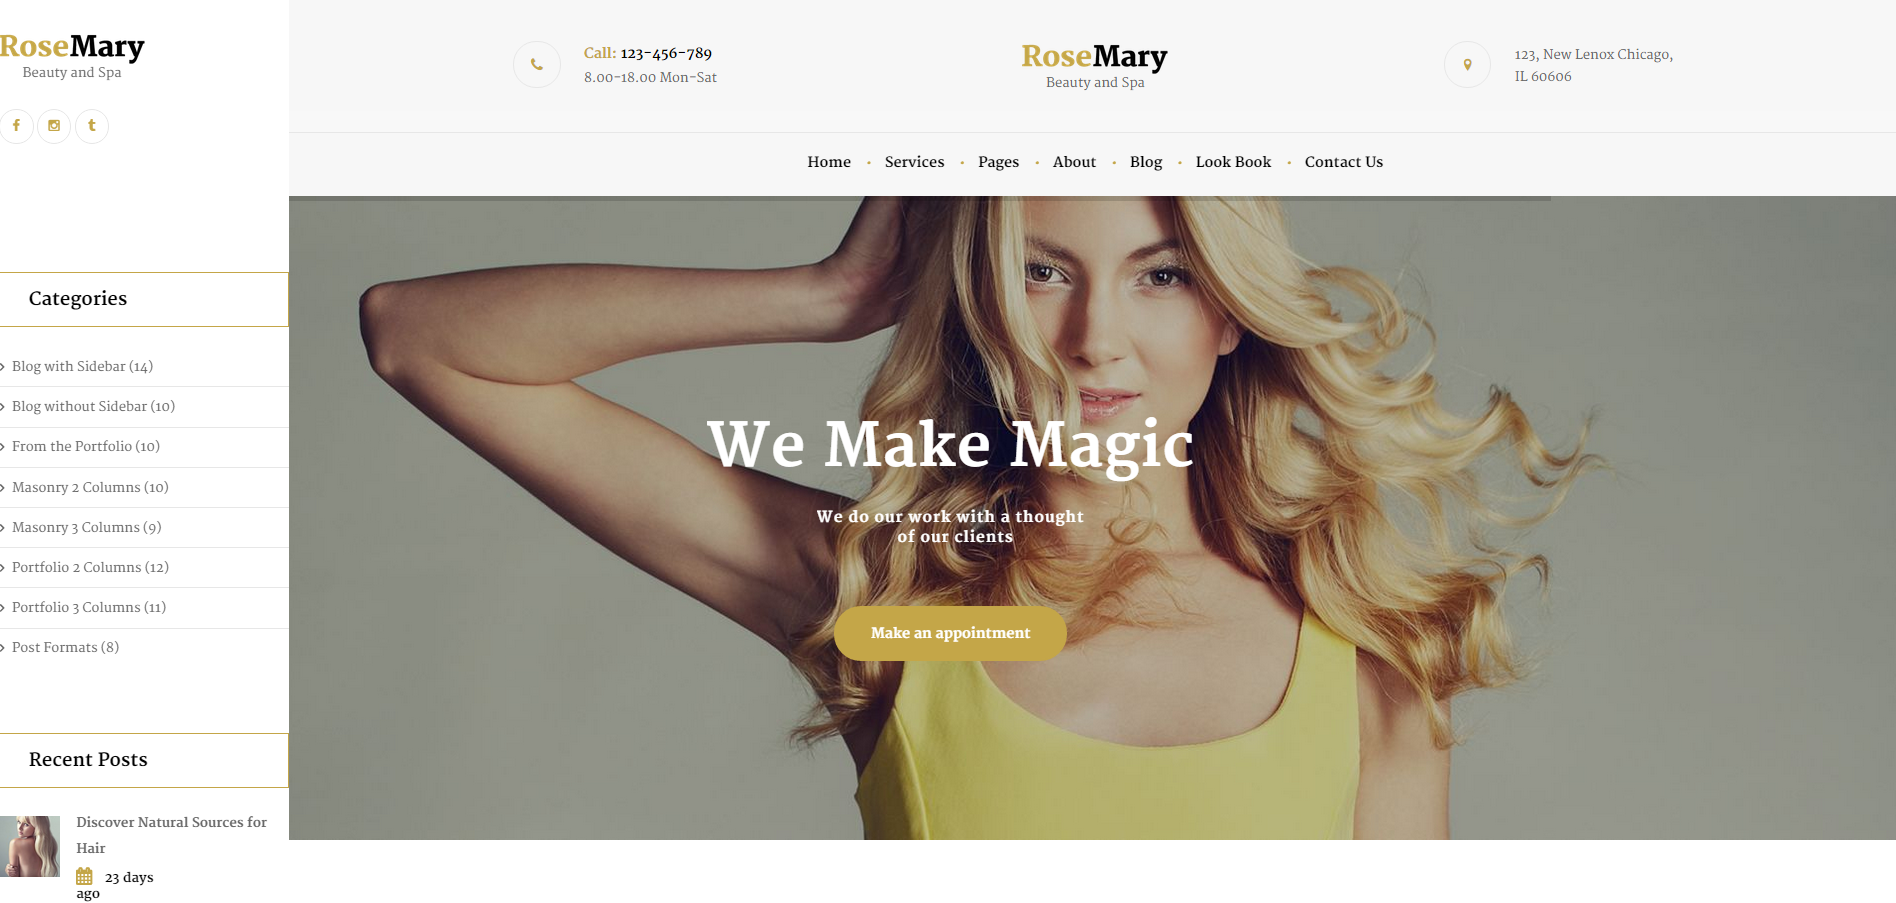 RoseMary
Beauty and Spa
Categories
Blog with Sidebar (14)
Blog without Sidebar (10)
From the Portfolio (10)
Masonry 2 Columns (10)
Masonry 3 Columns (9)
Portfolio 2 Columns (12)
Portfolio 3 Columns (11)
Post Formats (8)
Recent Posts
Discover Natural Sources for
Hair
23 days
ago
Call: 123-456-789
8.00-18.00 Mon-Sat
RoseMary
Beauty and Spa
123, New Lenox Chicago,
IL 60606
Home • Services • Pages • About • Blog • Look Book • Contact Us
We Make Magic
We do our work with a thought
of our clients
Make an appointment